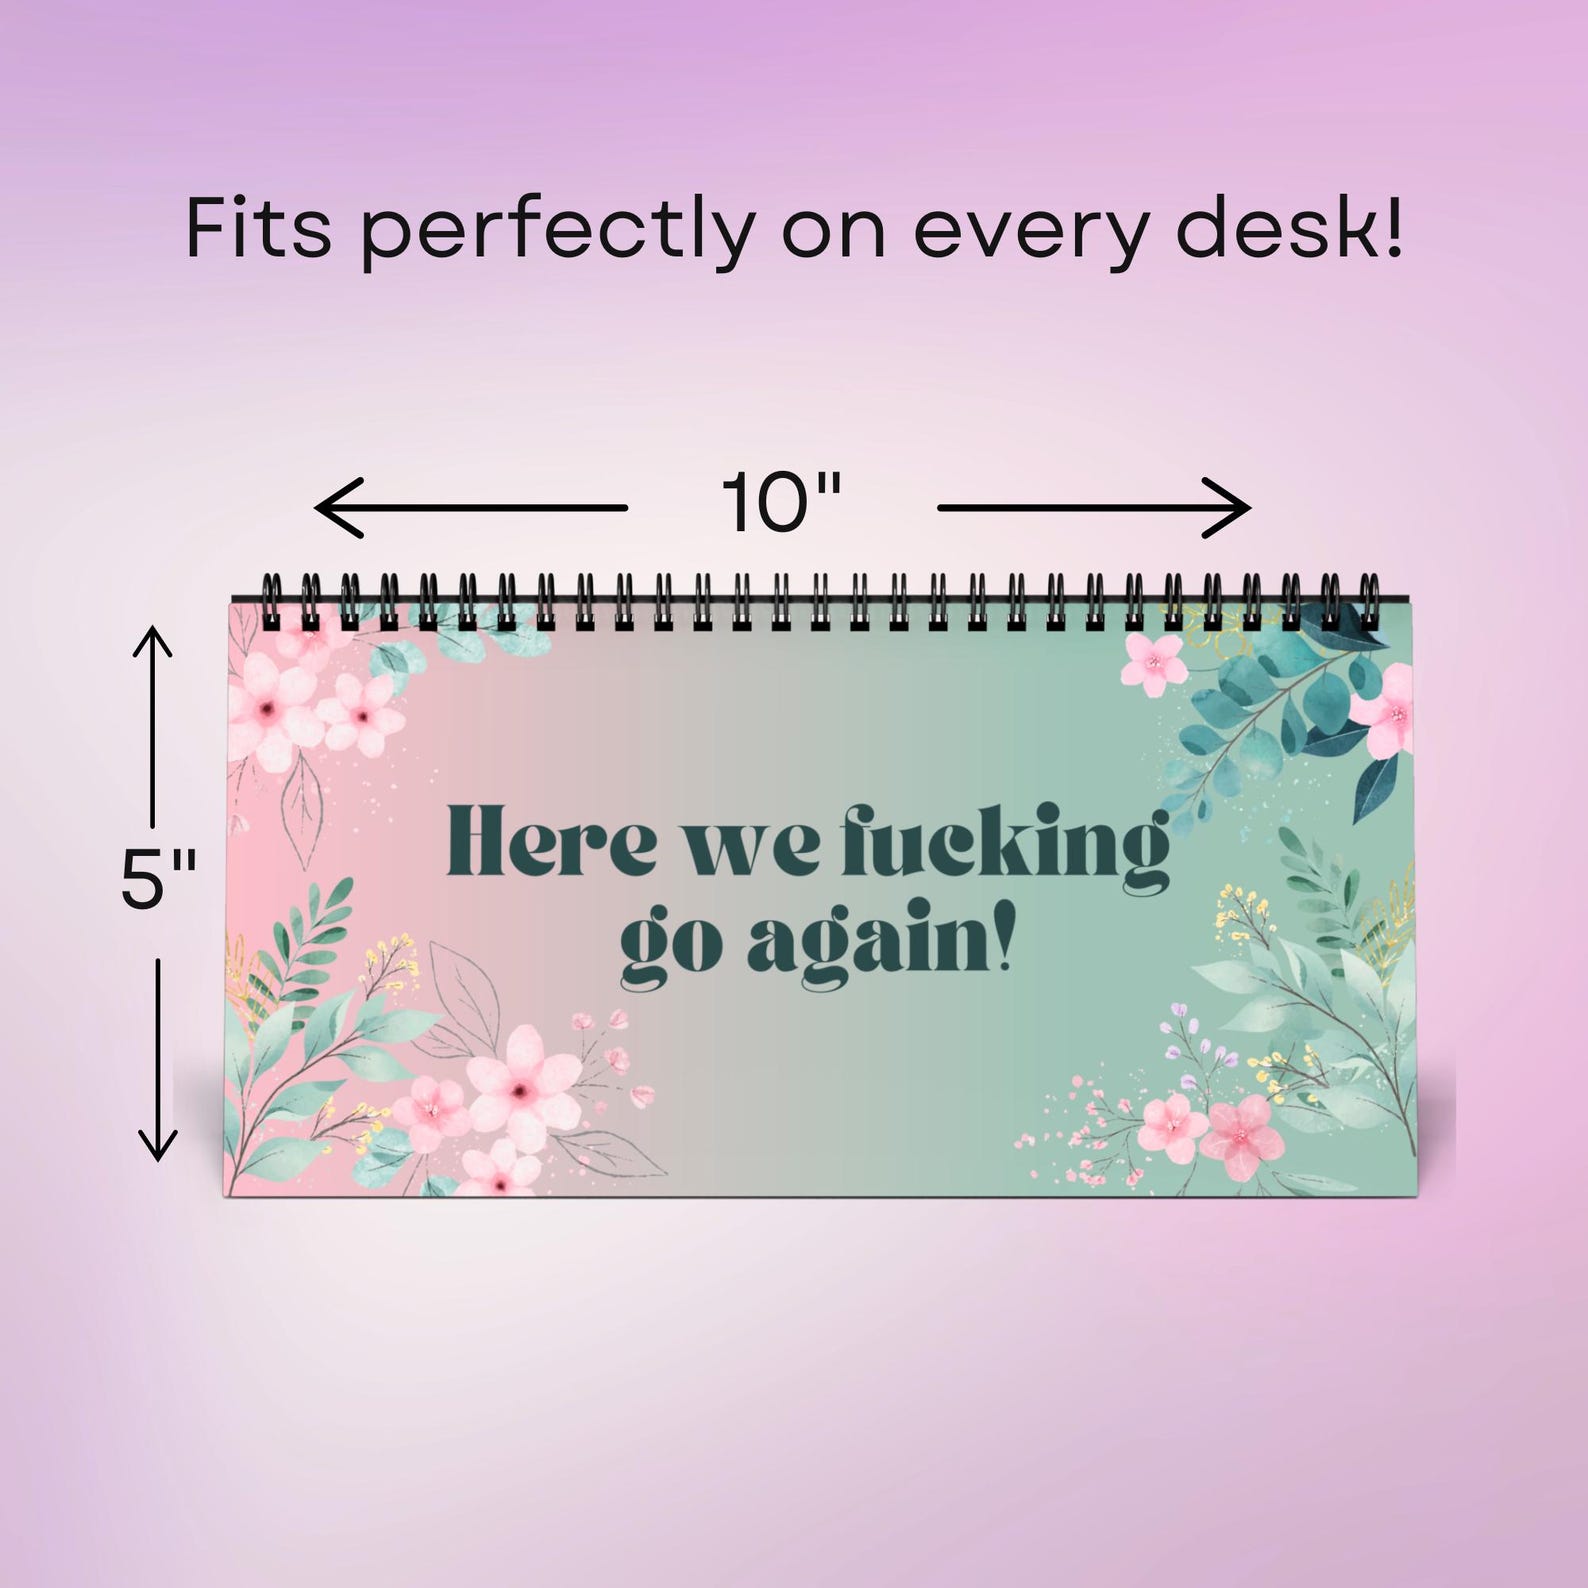 Fits perfectly on every desk!
10"
5"
Here we fucking
go again!